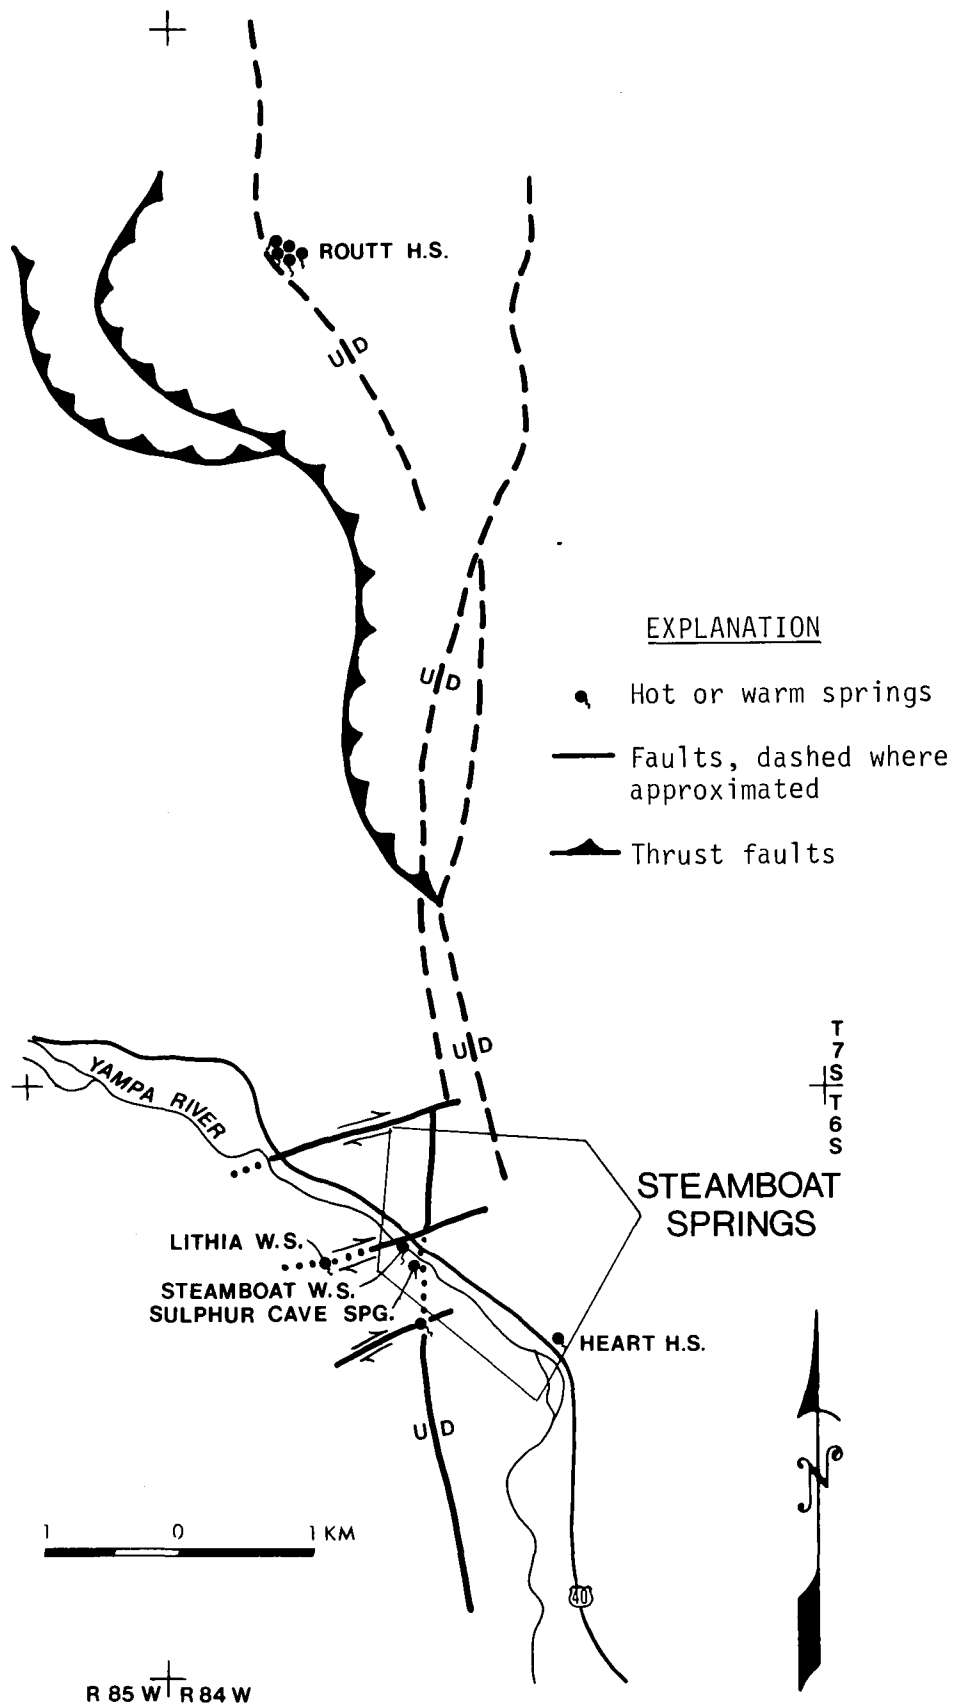 ROUTT H.S.
U D
U D
EXPLANATION
Hot or warm springs
Faults, dashed where
approximated
Thrust faults
U D
T
7
S
T
6
S
YAMPA RIVER
STEAMBOAT
SPRINGS
LITHIA W.S.
STEAMBOAT W.S.
SULPHUR CAVE SPG.
HEART H.S.
U D
N
1 0 1 KM
40
R 85 W R 84 W